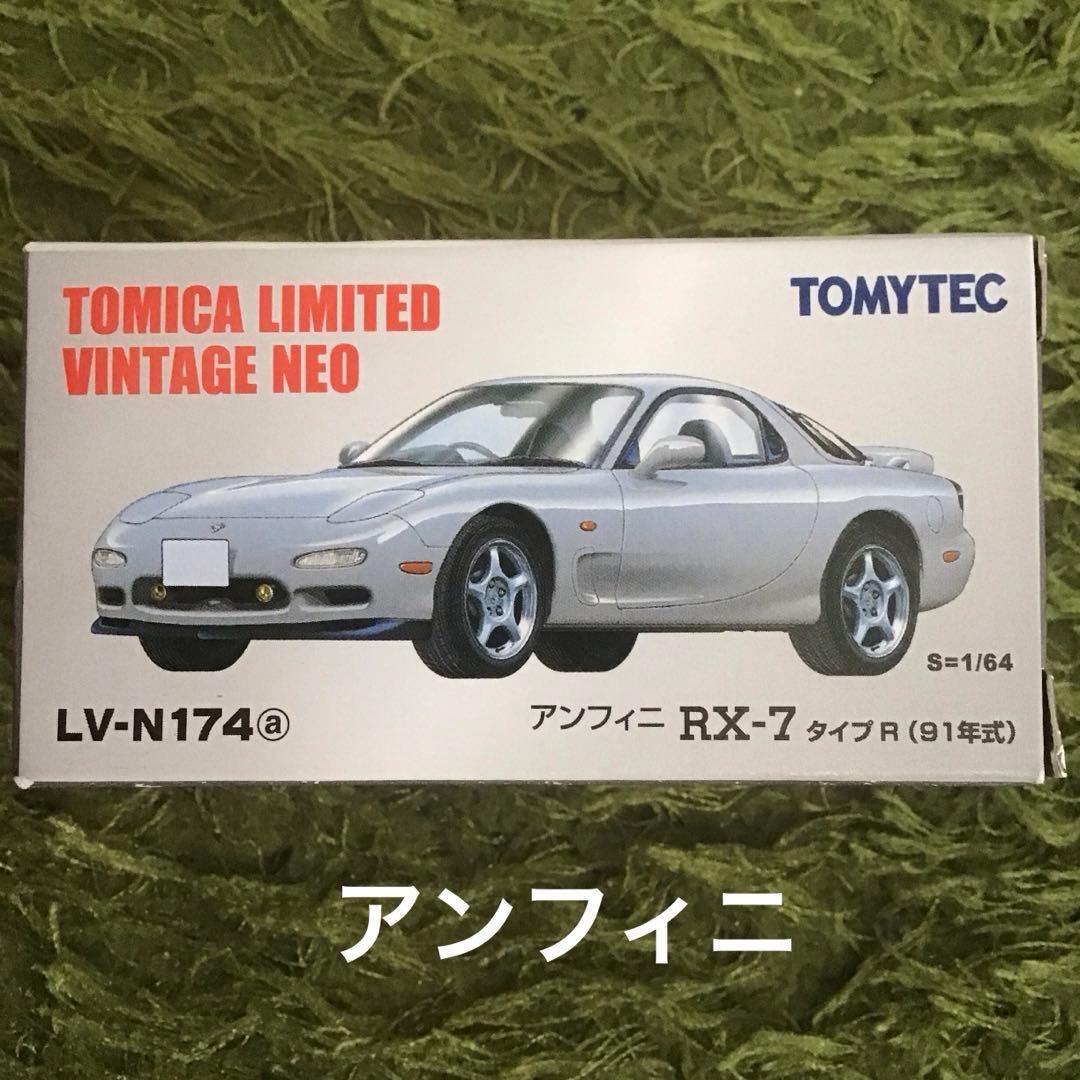 TOMICA LIMITED
VINTAGE NEO
TOMYTEC
S=1/64
LV-N174ⓐ
アンフィニ RX-7 タイプR(91年式)
アンフィニ